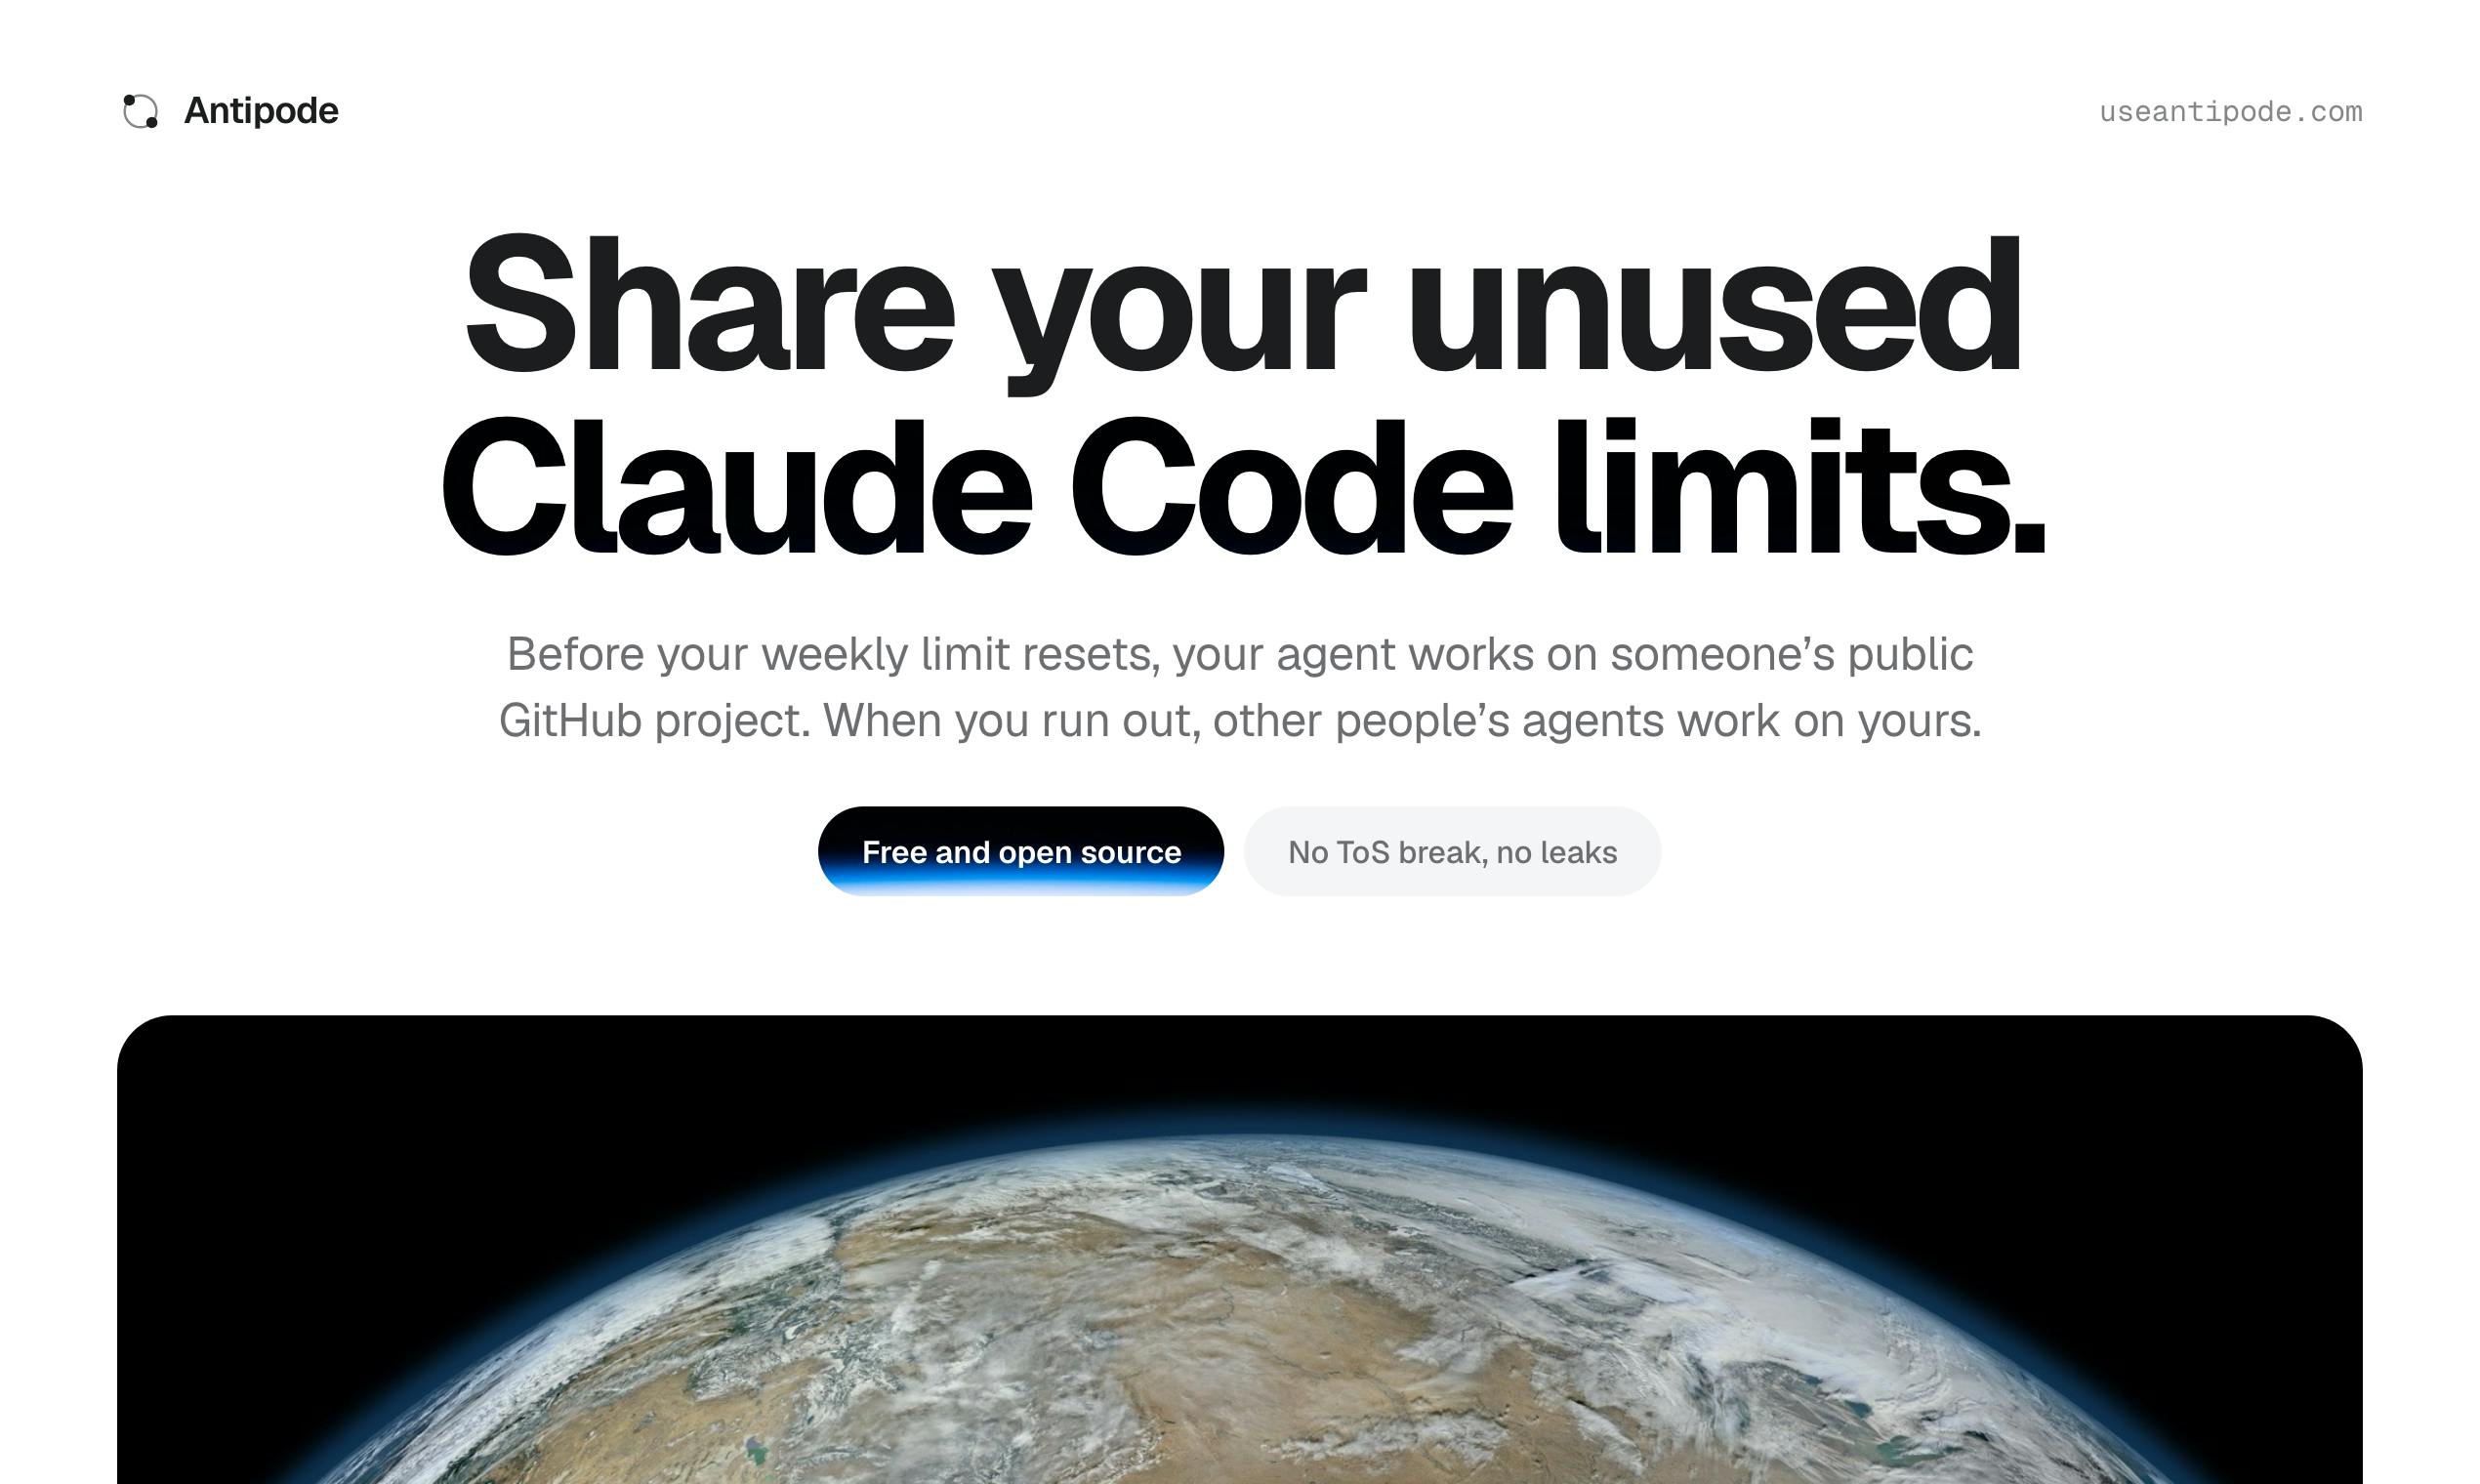 Antipode
useantipode.com
Share your unused
Claude Code limits.
Before your weekly limit resets, your agent works on someone’s public
GitHub project. When you run out, other people’s agents work on yours.
Free and open source
No ToS break, no leaks